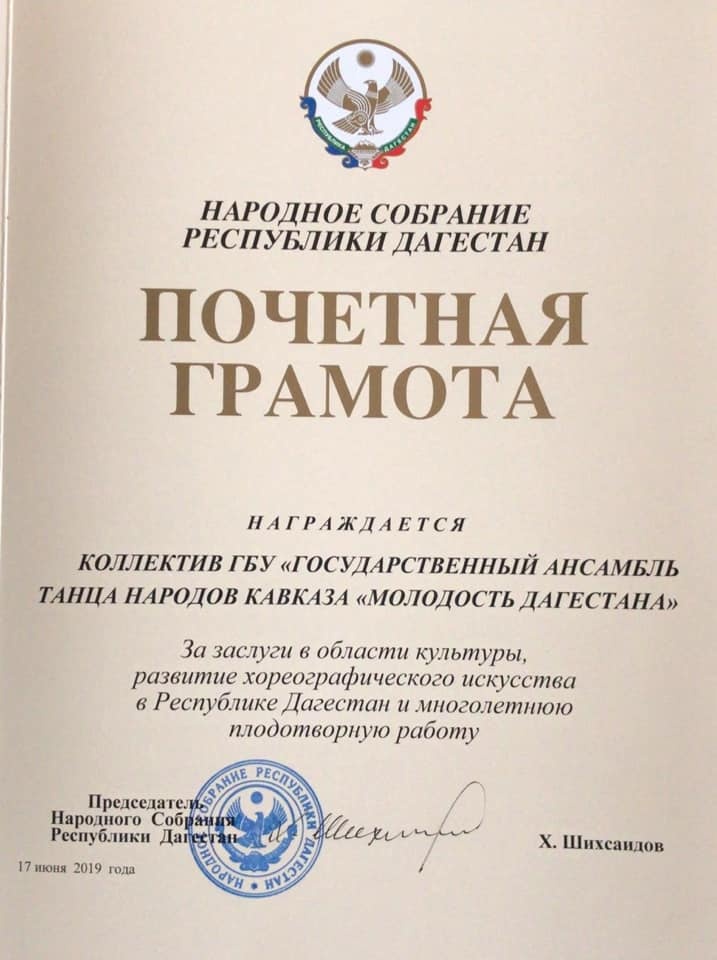 РЕСПУБЛИКА ДАГЕСТАН
НАРОДНОЕ СОБРАНИЕ
РЕСПУБЛИКИ ДАГЕСТАН
ПОЧЕТНАЯ
ГРАМОТА
НАГРАЖДАЕТСЯ
КОЛЛЕКТИВ ГБУ «ГОСУДАРСТВЕННЫЙ АНСАМБЛЬ
ТАНЦА НАРОДОВ КАВКАЗА «МОЛОДОСТЬ ДАГЕСТАНА»
За заслуги в области культуры,
развитие хореографического искусства
в Республике Дагестан и многолетнюю
плодотворную работу
Председатель
Народного Собрания
Республики Дагестан
Х. Шихсаидов
17 июня 2019 года
НАРОДНОЕ СОБРАНИЕ РЕСПУБЛИКИ ДАГЕСТАН